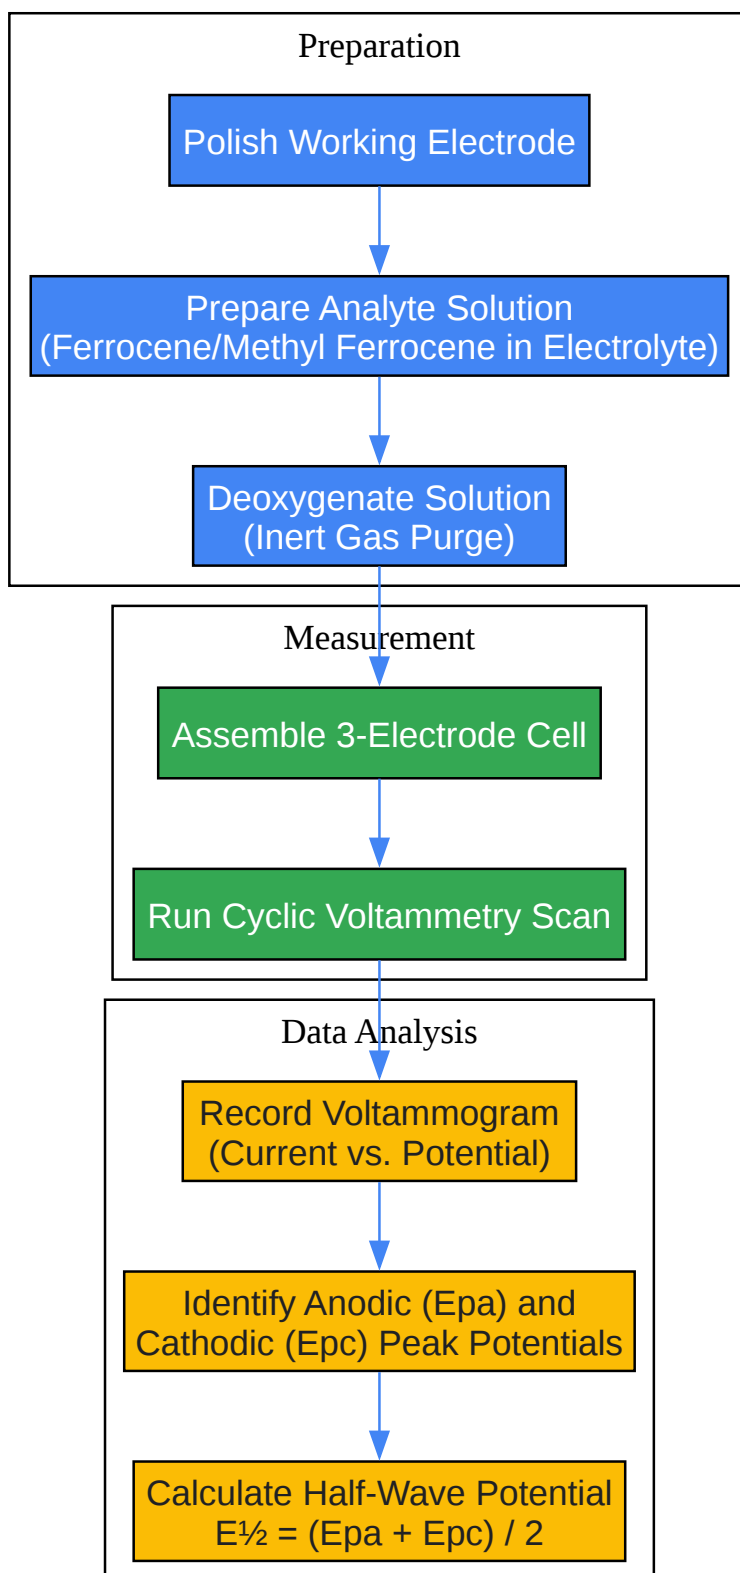 Preparation
Polish Working Electrode
Prepare Analyte Solution
(Ferrocene/Methyl Ferrocene in Electrolyte)
Deoxygenate Solution
(Inert Gas Purge)
Measurement
Assemble 3-Electrode Cell
Run Cyclic Voltammetry Scan
Data Analysis
Record Voltammogram
(Current vs. Potential)
Identify Anodic (Epa) and
Cathodic (Epc) Peak Potentials
Calculate Half-Wave Potential
E½ = (Epa + Epc) / 2